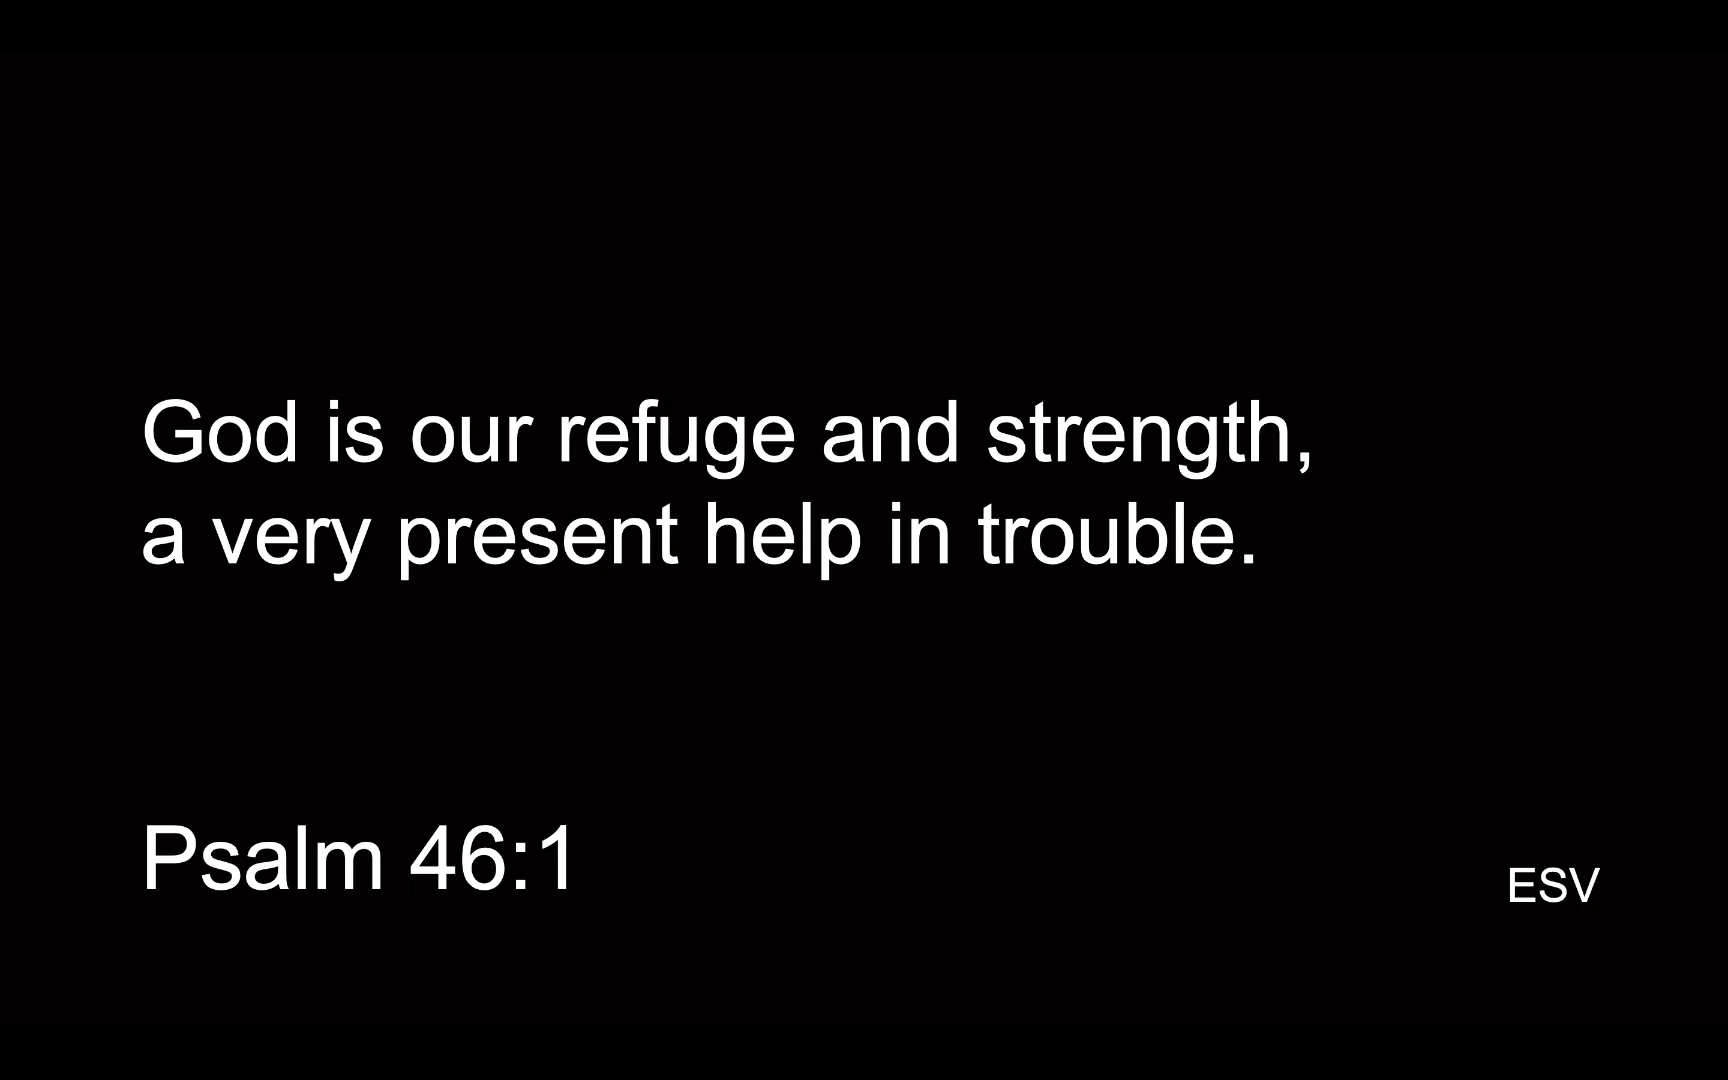 God is our refuge and strength,
a very present help in trouble.
Psalm 46:1
ESV